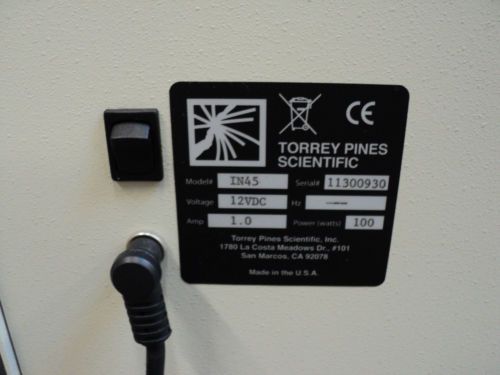 CE
TORREY PINES
SCIENTIFIC
Model# IN45 Serial# 11300930
Voltage 12VDC Hz
Amp 1.0 Power (watts) 100
Torrey Pines Scientific, Inc.
1780 La Costa Meadows Dr., #101
San Marcos, CA 92078
Made in the U.S.A.